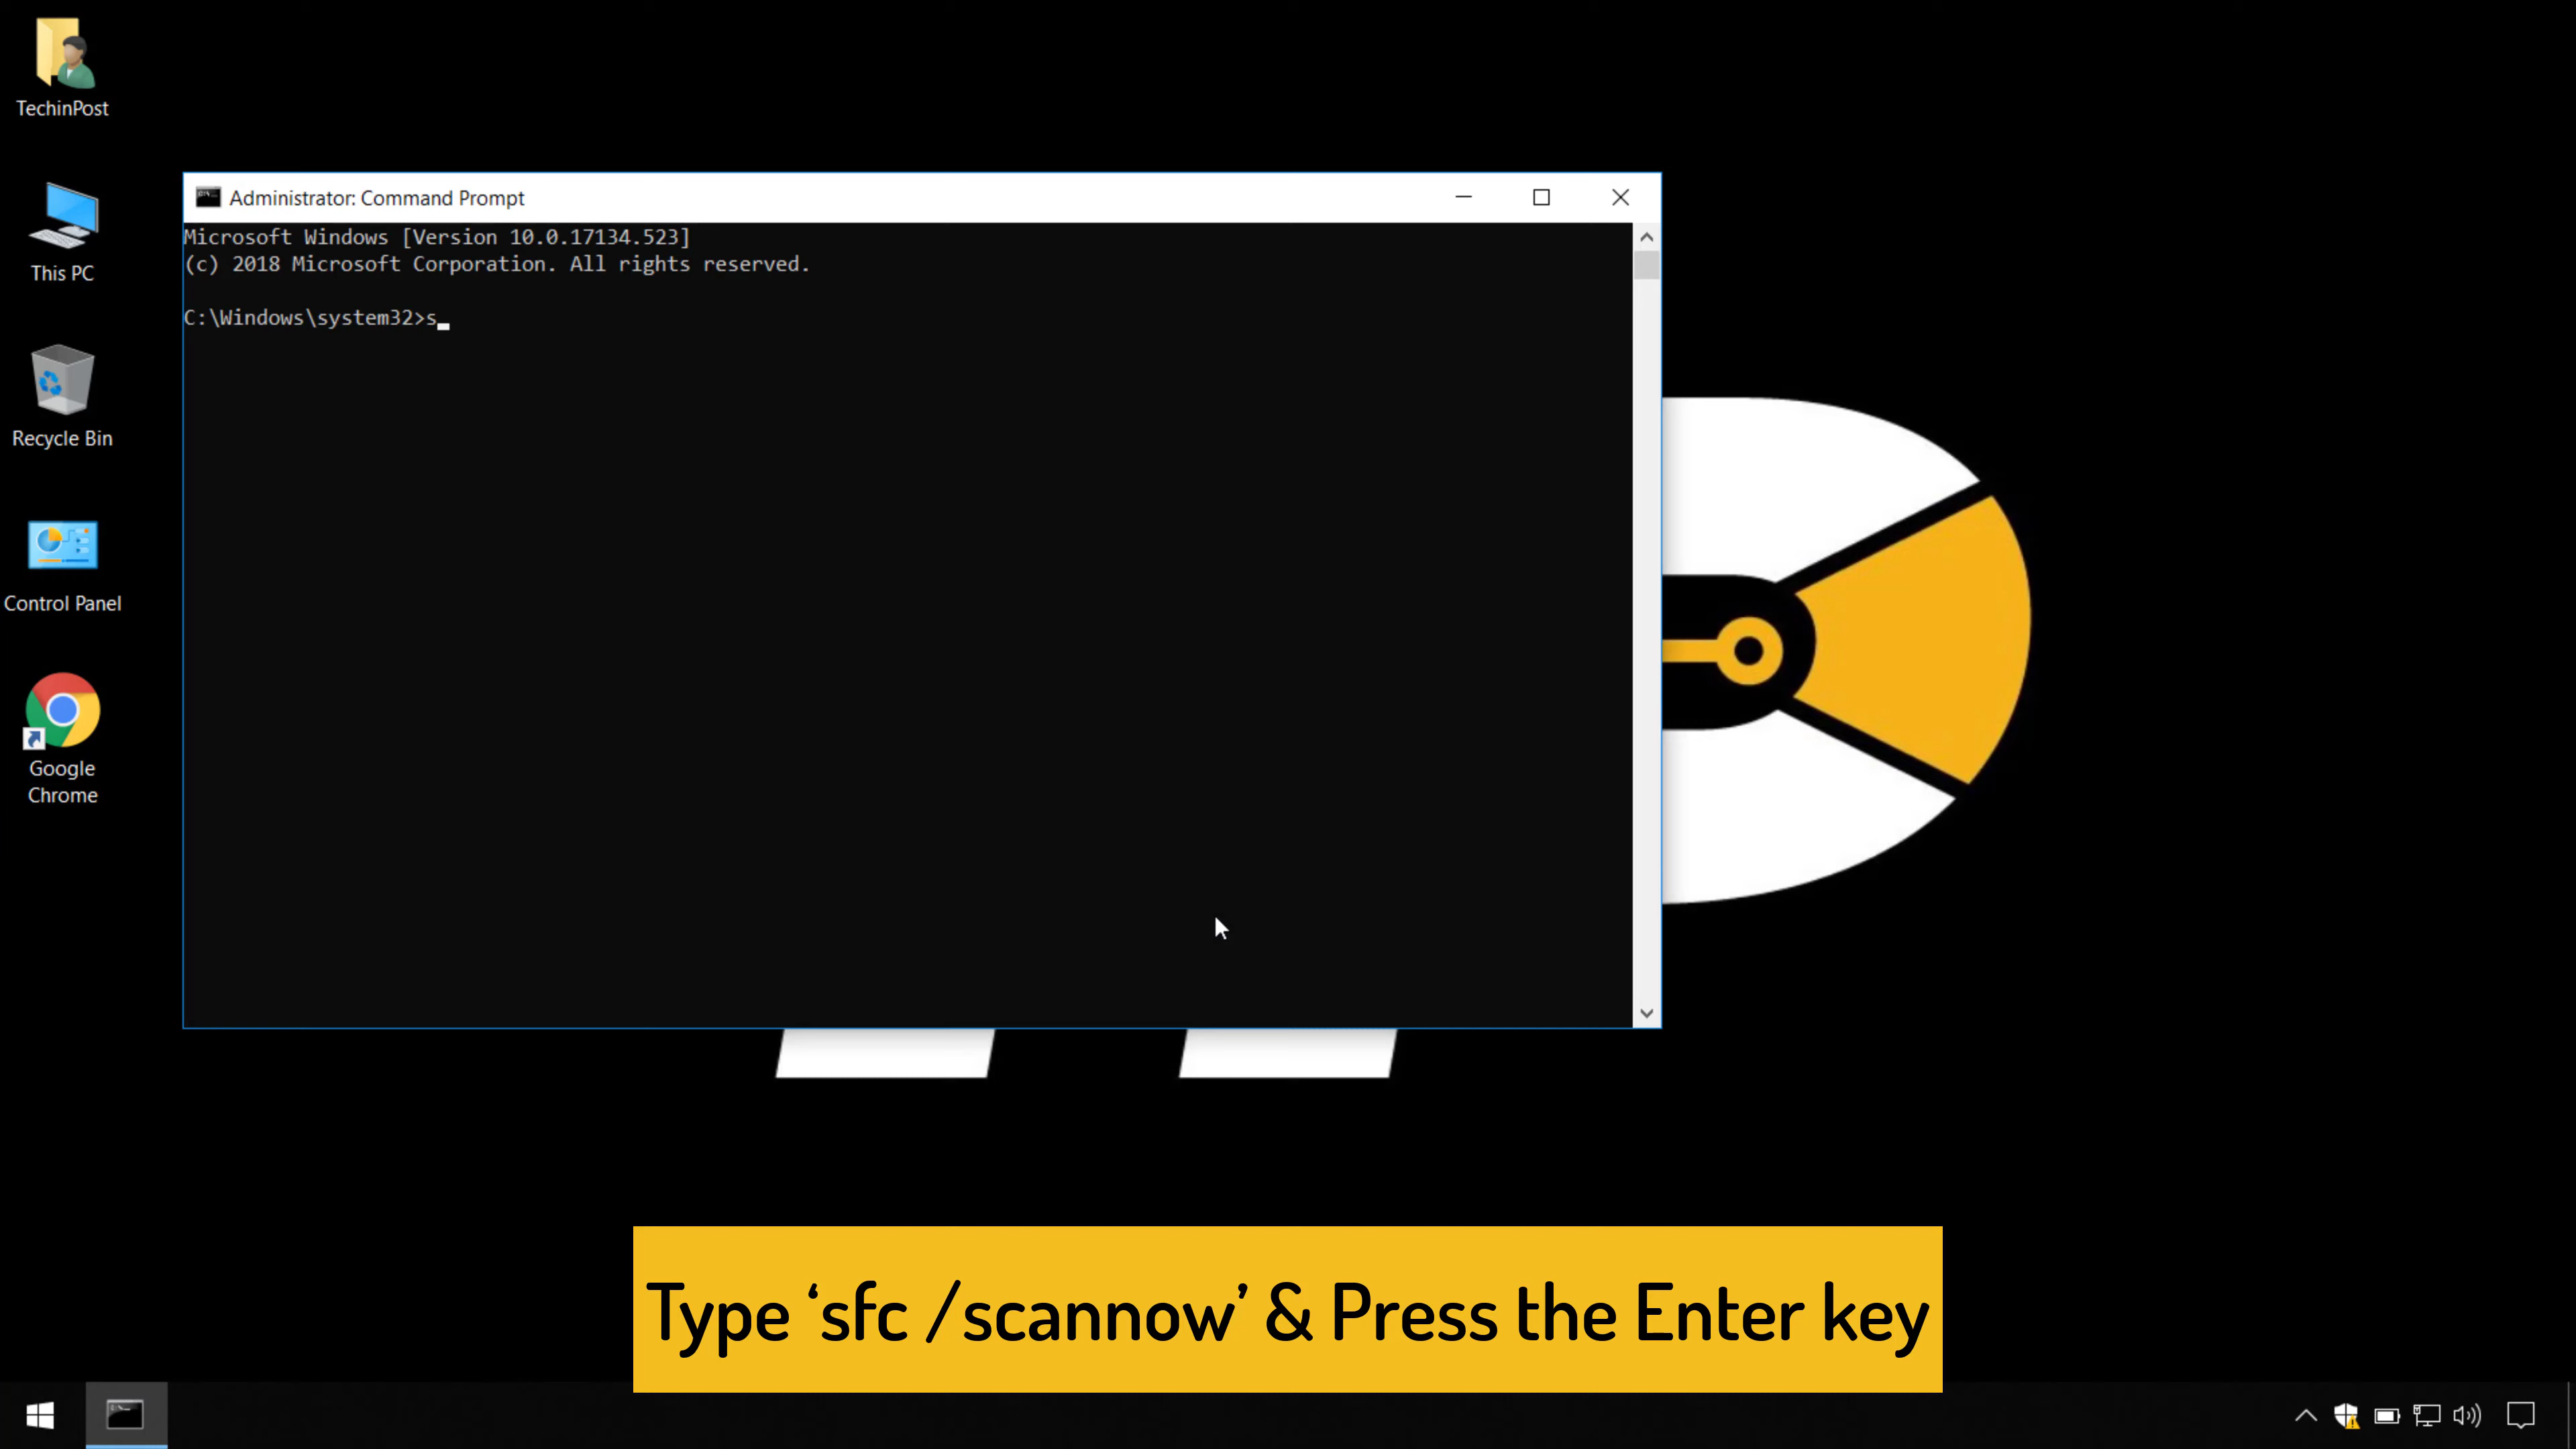 TechinPost
This PC
Recycle Bin
Control Panel
Google
Chrome
Administrator: Command Prompt
Microsoft Windows [Version 10.0.17134.523]
(c) 2018 Microsoft Corporation. All rights reserved.
C:\Windows\system32>s
Type ‘sfc /scannow’ & Press the Enter key